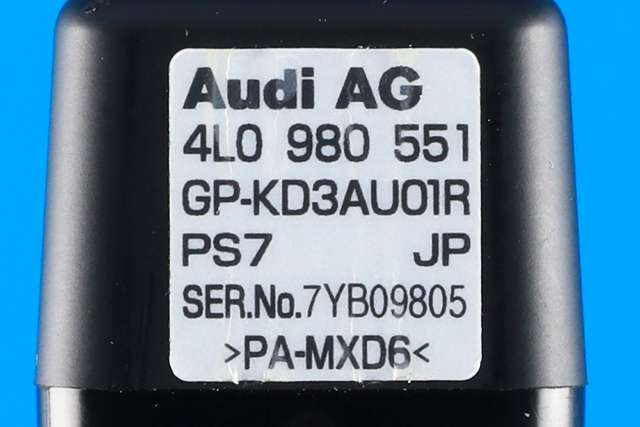 Audi AG
4L0 980 551
GP-KD3AU01R
PS7 JP
SER.No.7YB09805
>PA-MXD6<